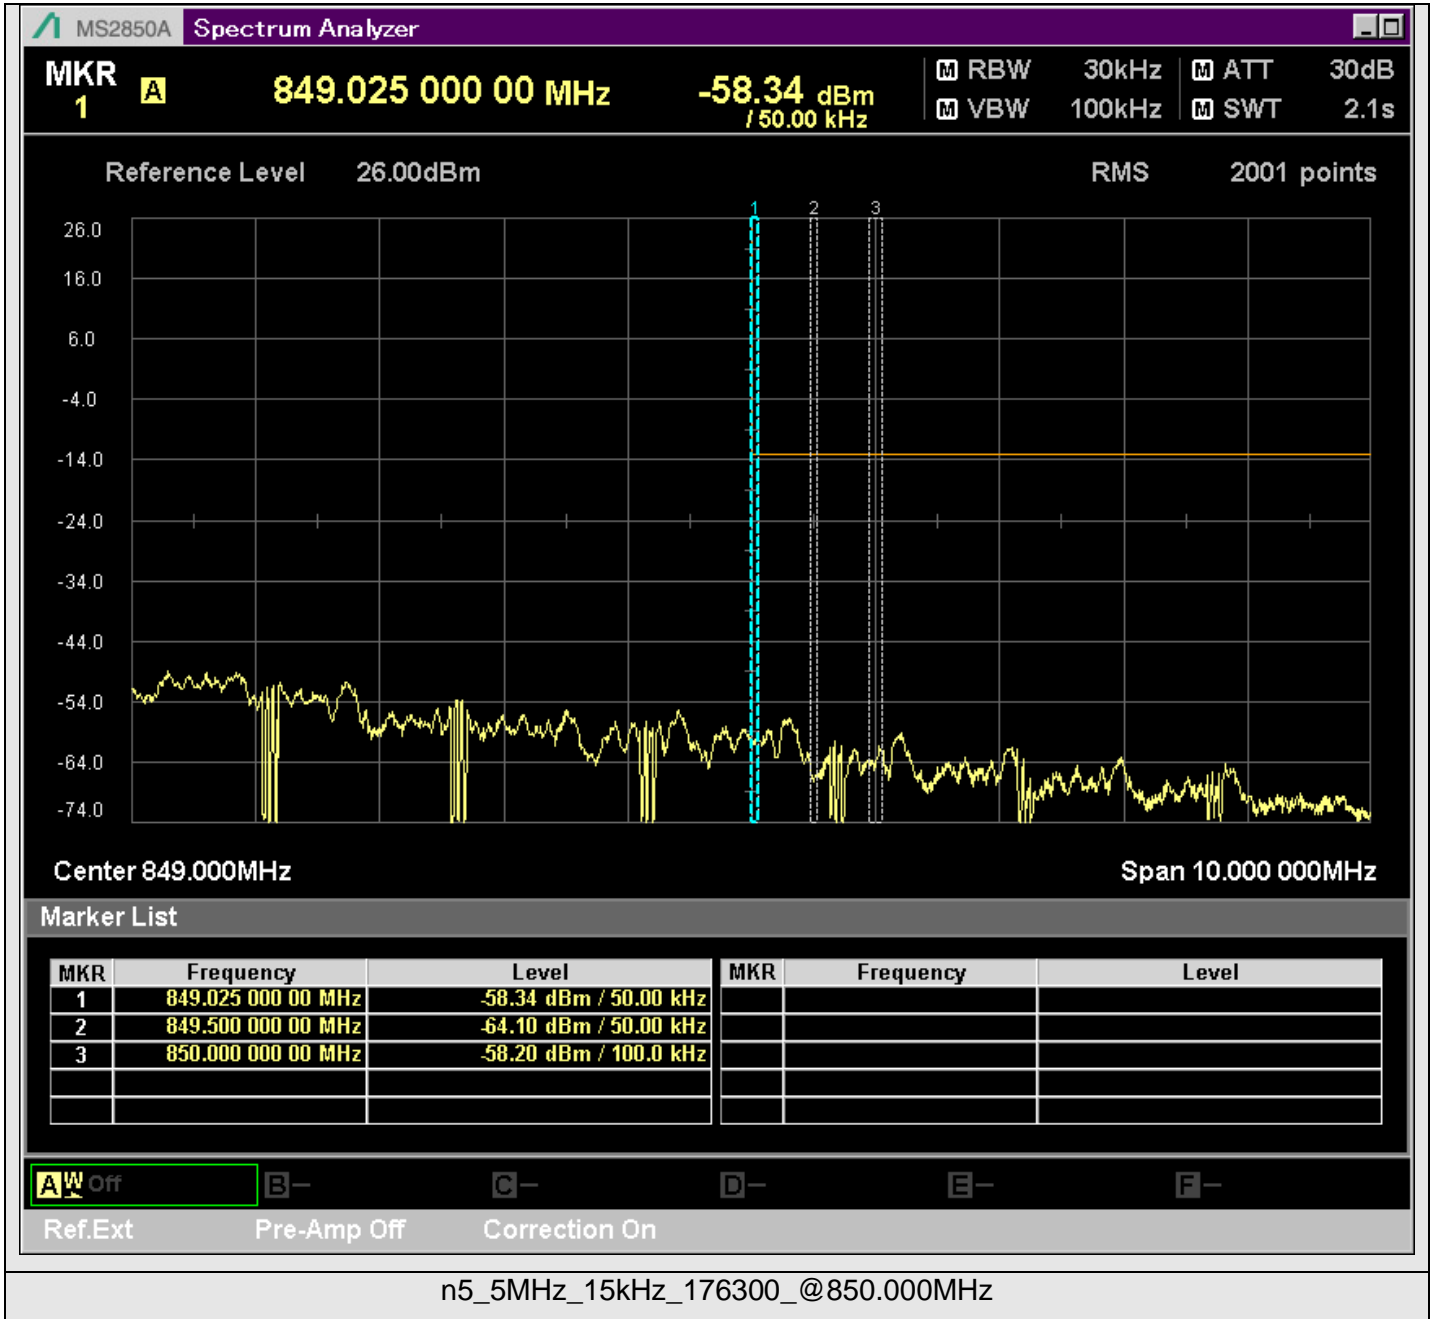 MS2850A Spectrum Analyzer
MKR 1 A 849.025 000 00 MHz -58.34 dBm / 50.00 kHz
M RBW 30kHz M ATT 30dB
M VBW 100kHz M SWT 2.1s
Reference Level 26.00dBm RMS 2001 points
1 2 3
26.0
16.0
6.0
-4.0
-14.0
-24.0
-34.0
-44.0
-54.0
-64.0
-74.0
Center 849.000MHz Span 10.000 000MHz
Marker List
MKR Frequency Level MKR Frequency Level
1 849.025 000 00 MHz -58.34 dBm / 50.00 kHz
2 849.500 000 00 MHz -64.10 dBm / 50.00 kHz
3 850.000 000 00 MHz -58.20 dBm / 100.0 kHz
A W Off B – C – D – E – F –
Ref.Ext Pre-Amp Off Correction On
n5_5MHz_15kHz_176300_@850.000MHz